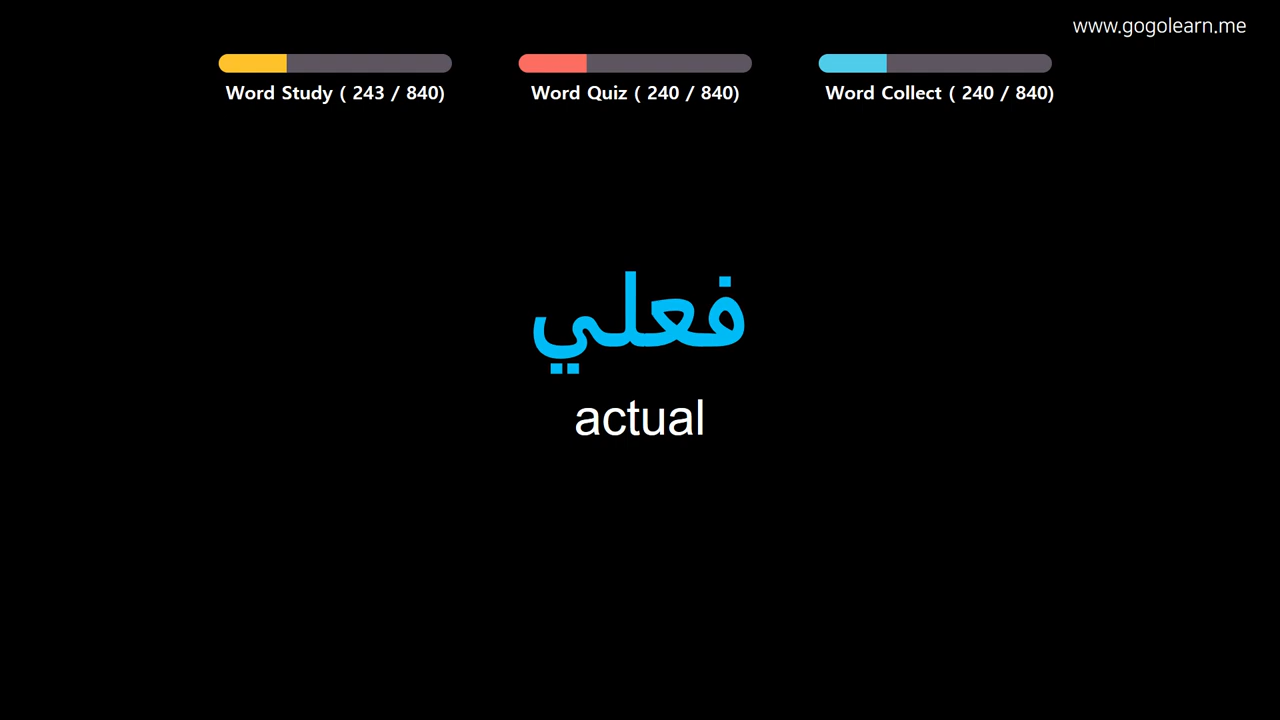 www.gogolearn.me
Word Study ( 243 / 840)
Word Quiz ( 240 / 840)
Word Collect ( 240 / 840)
فعلي
actual